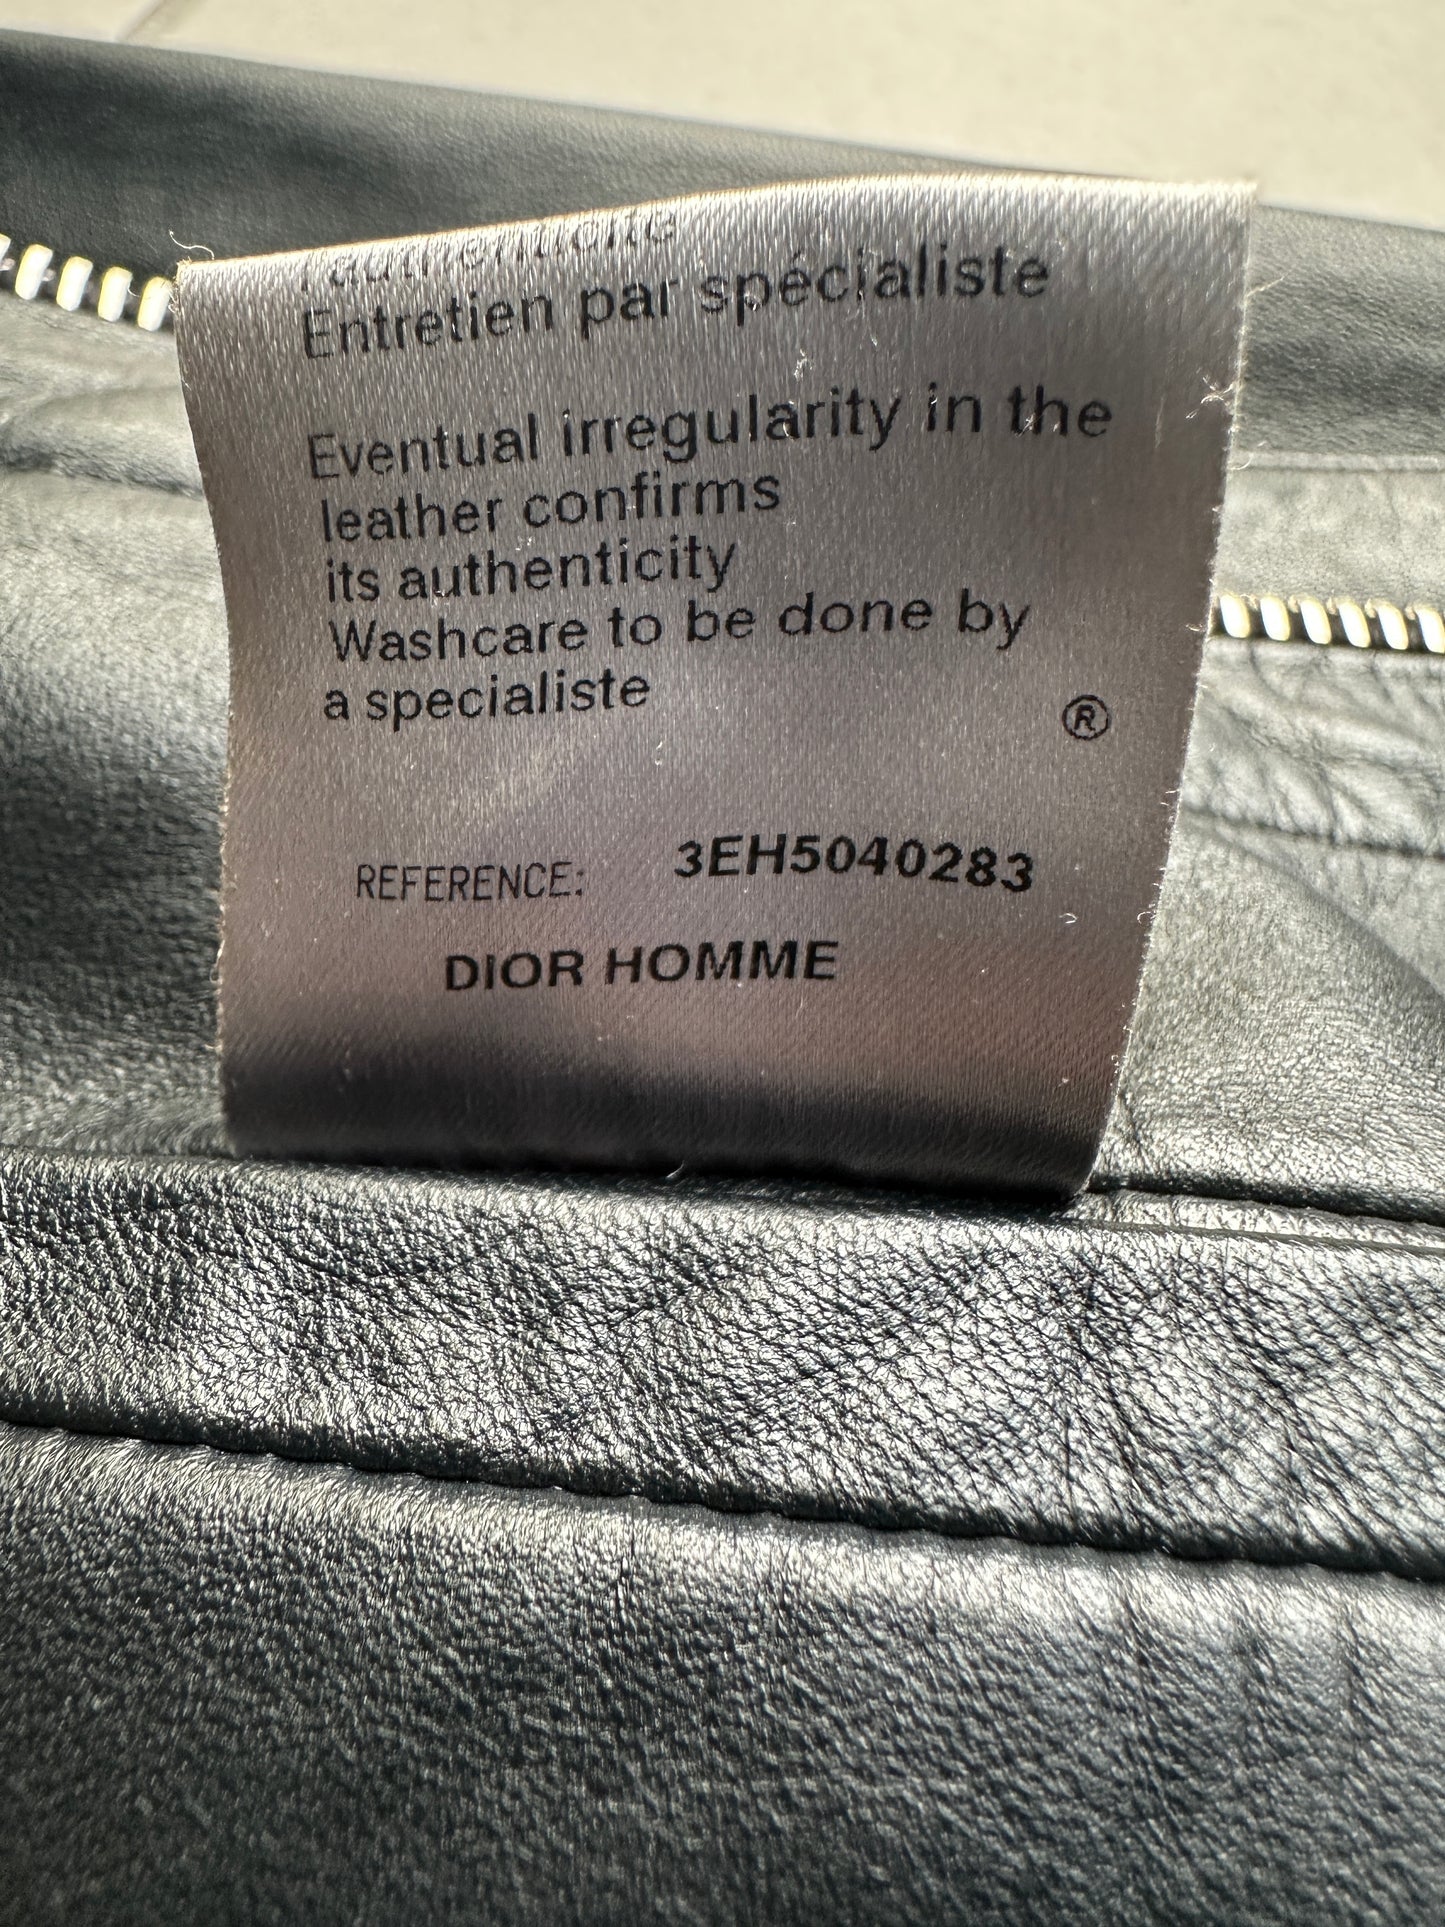 l'authenticité
Entretien par spécialiste
Eventual irregularity in the
leather confirms
its authenticity
Washcare to be done by
a specialiste
®
REFERENCE: 3EH5040283
DIOR HOMME